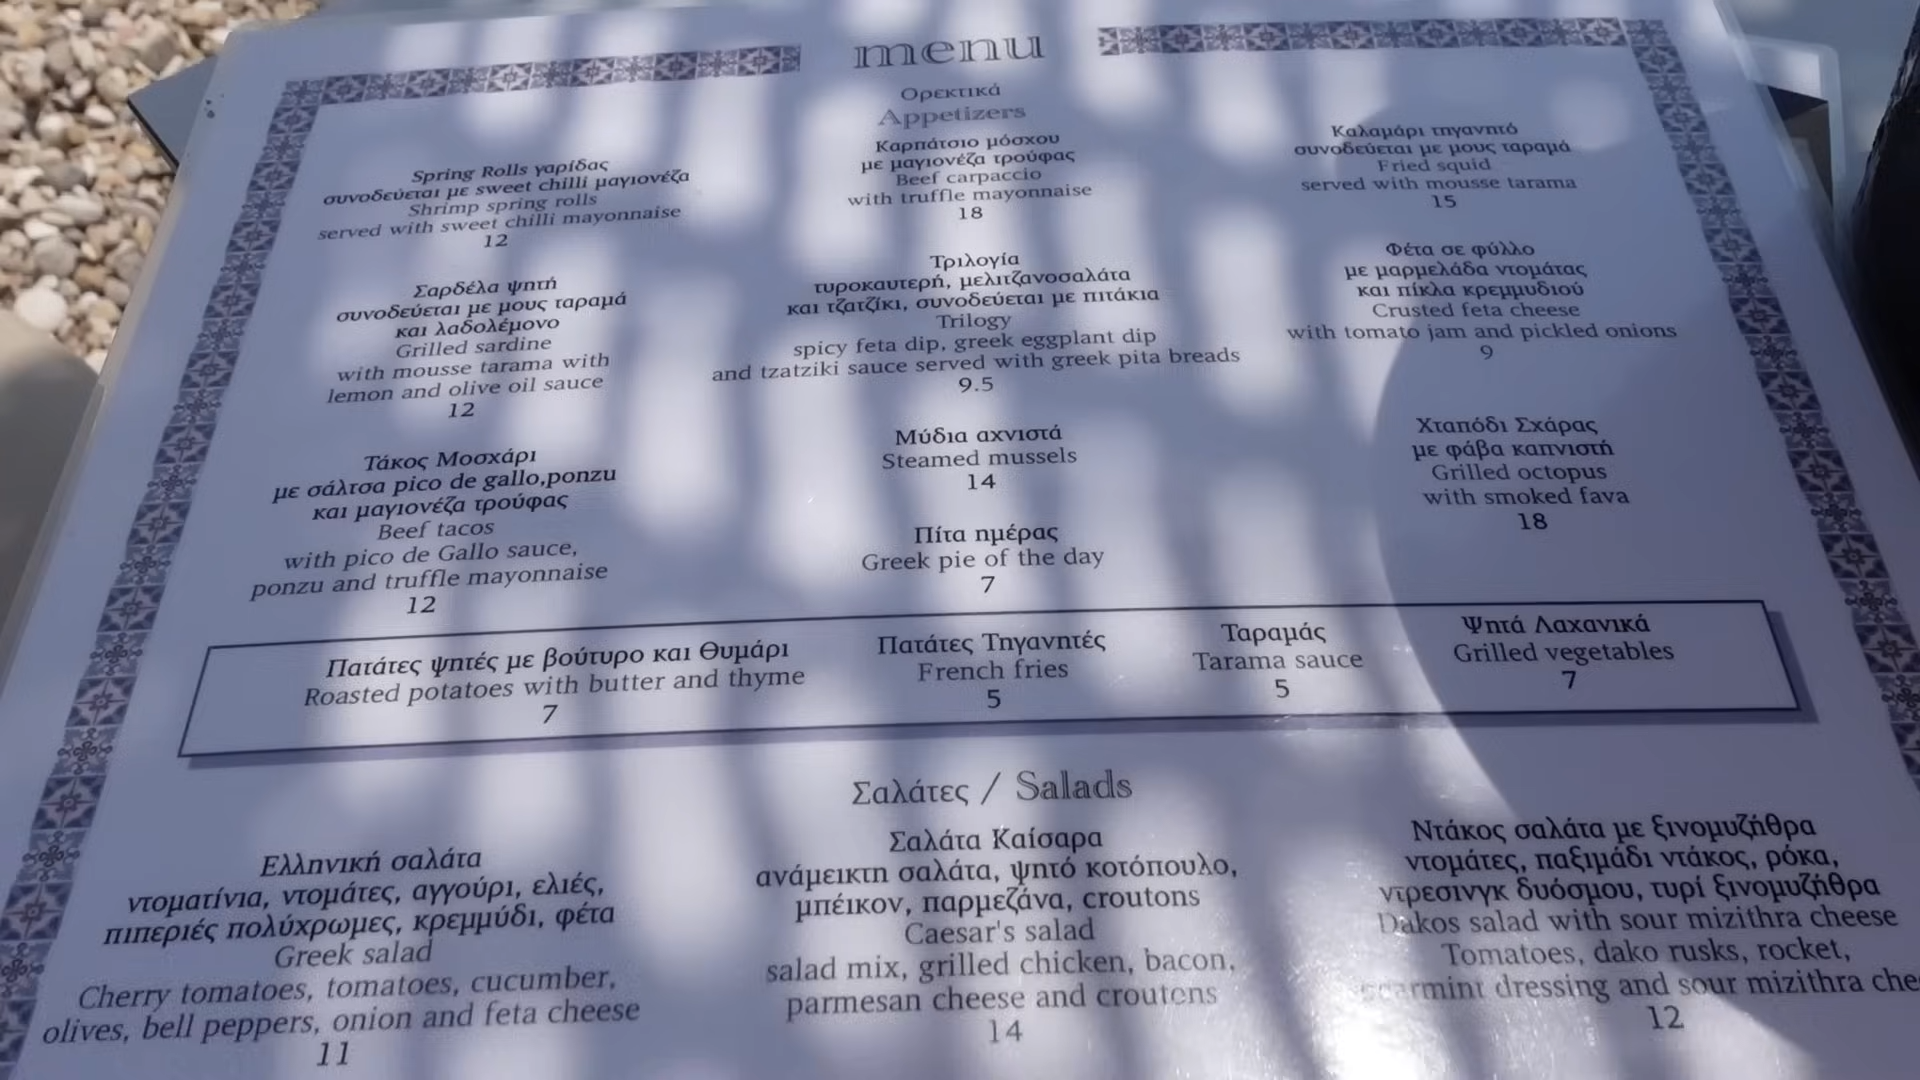 menu
Ορεκτικά
Appetizers
Spring Rolls γαρίδας
συνοδεύεται με sweet chilli μαγιονέζα
Shrimp spring rolls
served with sweet chilli mayonnaise
12
Καρπάτσιο μόσχου
με μαγιονέζα τρούφας
Beef carpaccio
with truffle mayonnaise
18
Καλαμάρι τηγανητό
συνοδεύεται με μους ταραμά
Fried squid
served with mousse tarama
15
Σαρδέλα ψητή
συνοδεύεται με μους ταραμά
και λαδολέμονο
Grilled sardine
with mousse tarama with
lemon and olive oil sauce
12
Τριλογία
τυροκαυτερή, μελιτζανοσαλάτα
και τζατζίκι, συνοδεύεται με πιτάκια
Trilogy
spicy feta dip, greek eggplant dip
and tzatziki sauce served with greek pita breads
9.5
Φέτα σε φύλλο
με μαρμελάδα ντομάτας
και πίκλα κρεμμυδιού
Crusted feta cheese
with tomato jam and pickled onions
9
Τάκος Μοσχάρι
με σάλτσα pico de gallo,ponzu
και μαγιονέζα τρούφας
Beef tacos
with pico de Gallo sauce,
ponzu and truffle mayonnaise
12
Μύδια αχνιστά
Steamed mussels
14
Πίτα ημέρας
Greek pie of the day
7
Χταπόδι Σχάρας
με φάβα καπνιστή
Grilled octopus
with smoked fava
18
Πατάτες ψητές με βούτυρο και Θυμάρι
Roasted potatoes with butter and thyme
7
Πατάτες Τηγανητές
French fries
5
Ταραμάς
Tarama sauce
5
Ψητά Λαχανικά
Grilled vegetables
7
Σαλάτες / Salads
Ελληνική σαλάτα
ντοματίνια, ντομάτες, αγγούρι, ελιές,
πιπεριές πολύχρωμες, κρεμμύδι, φέτα
Greek salad
Cherry tomatoes, tomatoes, cucumber,
olives, bell peppers, onion and feta cheese
11
Σαλάτα Καίσαρα
ανάμεικτη σαλάτα, ψητό κοτόπουλο,
μπέικον, παρμεζάνα, croutons
Caesar's salad
salad mix, grilled chicken, bacon,
parmesan cheese and croutons
14
Ντάκος σαλάτα με ξινομυζήθρα
ντομάτες, παξιμάδι ντάκος, ρόκα,
ντρεσινγκ δυόσμου, τυρί ξινομυζήθρα
Dakos salad with sour mizithra cheese
Tomatoes, dako rusks, rocket,
dressing and sour mizithra
12